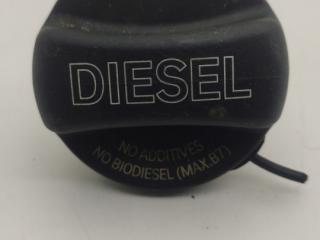 DIESEL
NO ADDITIVES
NO BIODIESEL (MAX.B7)